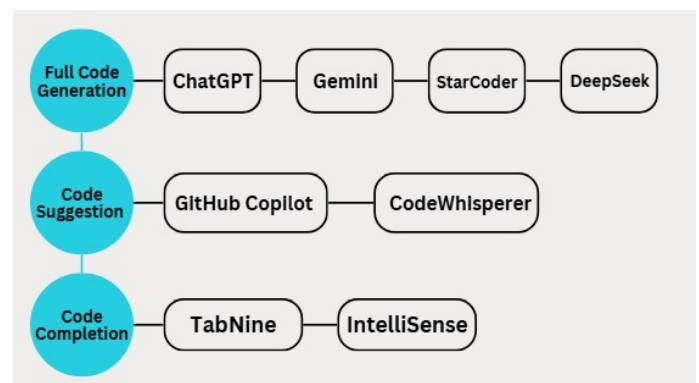 Full Code
Generation
ChatGPT
Gemini
StarCoder
DeepSeek
Code
Suggestion
GitHub Copilot
CodeWhisperer
Code
Completion
TabNine
IntelliSense